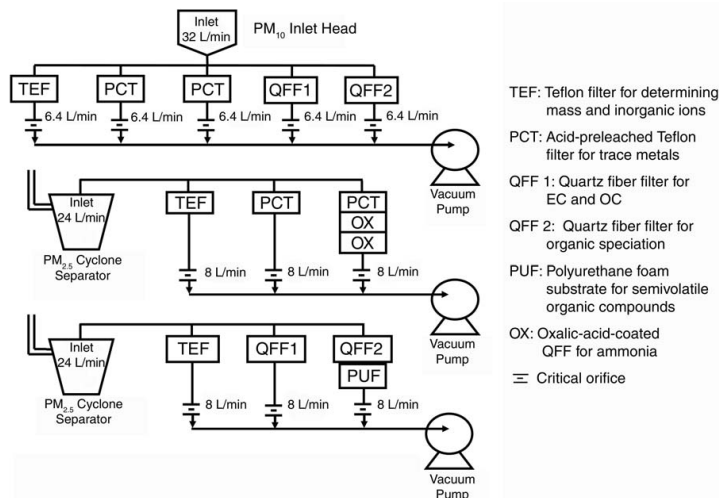 Inlet
32 L/min
PM10 Inlet Head
TEF
PCT
PCT
QFF1
QFF2
6.4 L/min
6.4 L/min
6.4 L/min
6.4 L/min
6.4 L/min
Vacuum
Pump
Inlet
24 L/min
PM2.5 Cyclone
Separator
TEF
PCT
PCT
OX
OX
8 L/min
8 L/min
8 L/min
Vacuum
Pump
Inlet
24 L/min
PM2.5 Cyclone
Separator
TEF
QFF1
QFF2
PUF
8 L/min
8 L/min
8 L/min
Vacuum
Pump
TEF: Teflon filter for determining
mass and inorganic ions
PCT: Acid-preleached Teflon
filter for trace metals
QFF 1: Quartz fiber filter for
EC and OC
QFF 2: Quartz fiber filter for
organic speciation
PUF: Polyurethane foam
substrate for semivolatile
organic compounds
OX: Oxalic-acid-coated
QFF for ammonia
Critical orifice